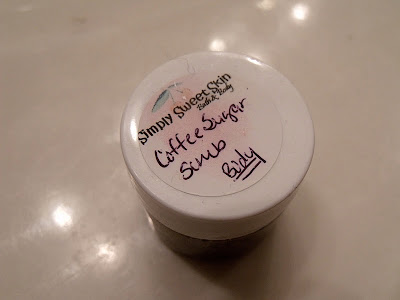 Simply Sweet Skin
Bath & Body
Coffee Sugar
Scrub
Body